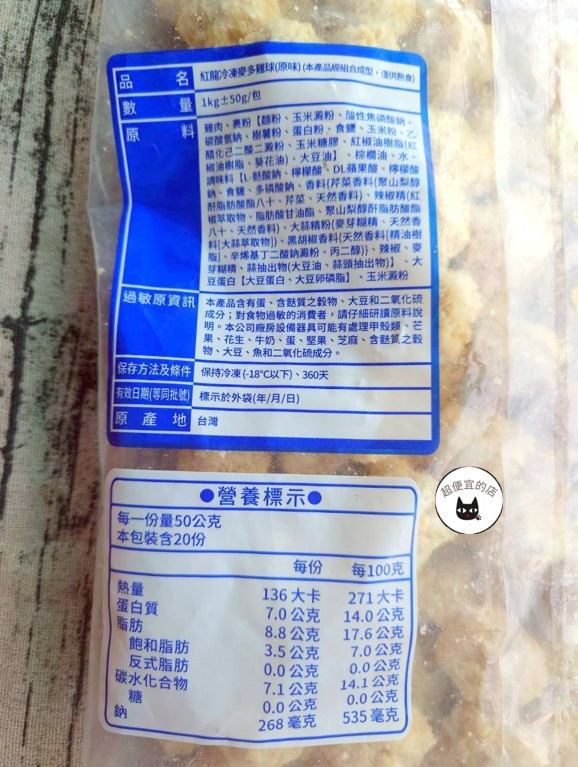 品名 紅龍冷凍麥多雞球(原味)(本產品經組合成型，僅供熟食)
數量 1kg±50g/包
原料 雞肉、裹粉【麵粉、玉米澱粉、酸性焦磷酸鈉、
碳酸氫鈉、樹薯粉、蛋白粉、食鹽、玉米粉、乙
醯化己二酸二澱粉、玉米糖膠、紅椒油樹脂(紅
椒油樹脂、葵花油)、大豆油】、棕櫚油、水、
調味料【L-麩酸鈉、檸檬酸、DL蘋果酸、檸檬酸
鈉、食鹽、多磷酸鈉、香料(芹菜香料(聚山梨醇
酐脂肪酸酯八十、芹菜、天然香料)、辣椒精(紅
椒萃取物、脂肪酸甘油酯、聚山梨醇酐脂肪酸酯
八十、天然香料)、大蒜精粉(麥芽糊精、天然香
料[大蒜萃取物])、黑胡椒香料(天然香料[精油樹
脂]、辛烯基丁二酸鈉澱粉、丙二醇)、辣椒、麥
芽糊精、蒜抽出物(大豆油、蒜頭抽出物)】、大
豆蛋白【大豆蛋白、大豆卵磷脂】、玉米澱粉
過敏原資訊 本產品含有蛋、含麩質之穀物、大豆和二氧化硫
成分；對食物過敏的消費者，請仔細研讀原料說
明。本公司廠房設備器具可能有處理甲殼類、芒
果、花生、牛奶、蛋、堅果、芝麻、含麩質之穀
物、大豆、魚和二氧化硫成分。
保存方法及條件 保持冷凍(-18℃以下)、360天
有效日期(等同批號) 標示於外袋(年/月/日)
原產地 台灣
超便宜的店
●營養標示●
每一份量50公克
本包裝含20份
每份 每100克
熱量 136 大卡 271 大卡
蛋白質 7.0 公克 14.0 公克
脂肪 8.8 公克 17.6 公克
飽和脂肪 3.5 公克 7.0 公克
反式脂肪 0.0 公克 0.0 公克
碳水化合物 7.1 公克 14.1 公克
糖 0.0 公克 0.0 公克
鈉 268 毫克 535 毫克